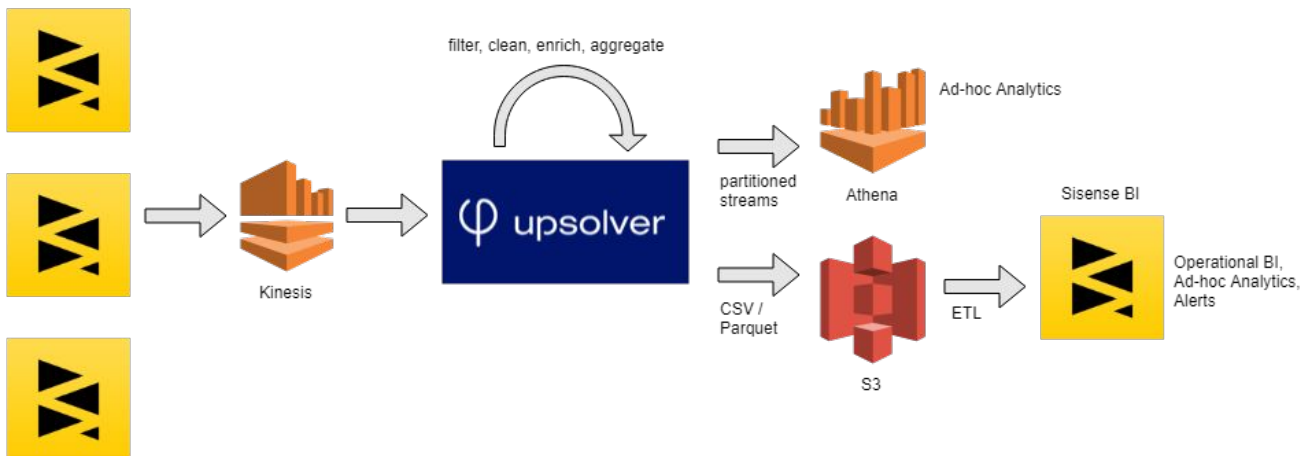 filter, clean, enrich, aggregate
Ad-hoc Analytics
partitioned
streams
Athena
Sisense BI
upsolver
Kinesis
Operational BI,
Ad-hoc Analytics,
Alerts
CSV /
Parquet
ETL
S3